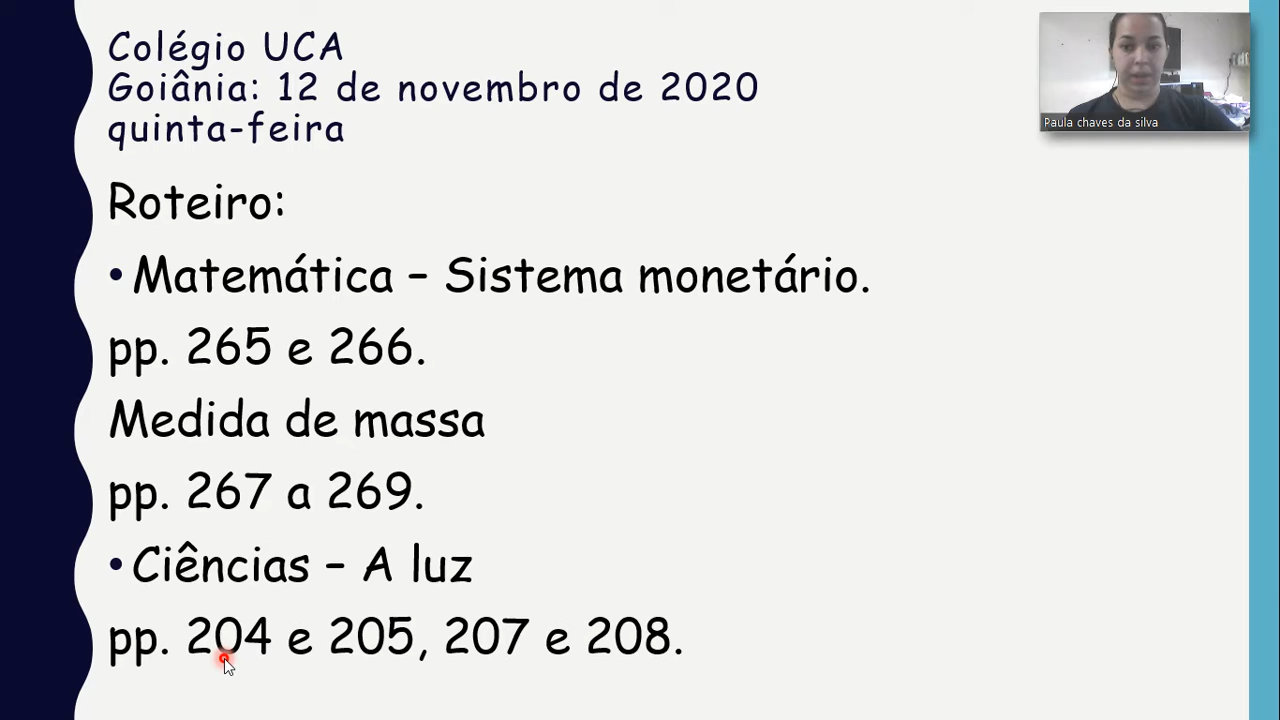 Colégio UCA
Goiânia: 12 de novembro de 2020
quinta-feira
Paula chaves da silva
Roteiro:
• Matemática – Sistema monetário.
pp. 265 e 266.
Medida de massa
pp. 267 a 269.
• Ciências – A luz
pp. 204 e 205, 207 e 208.